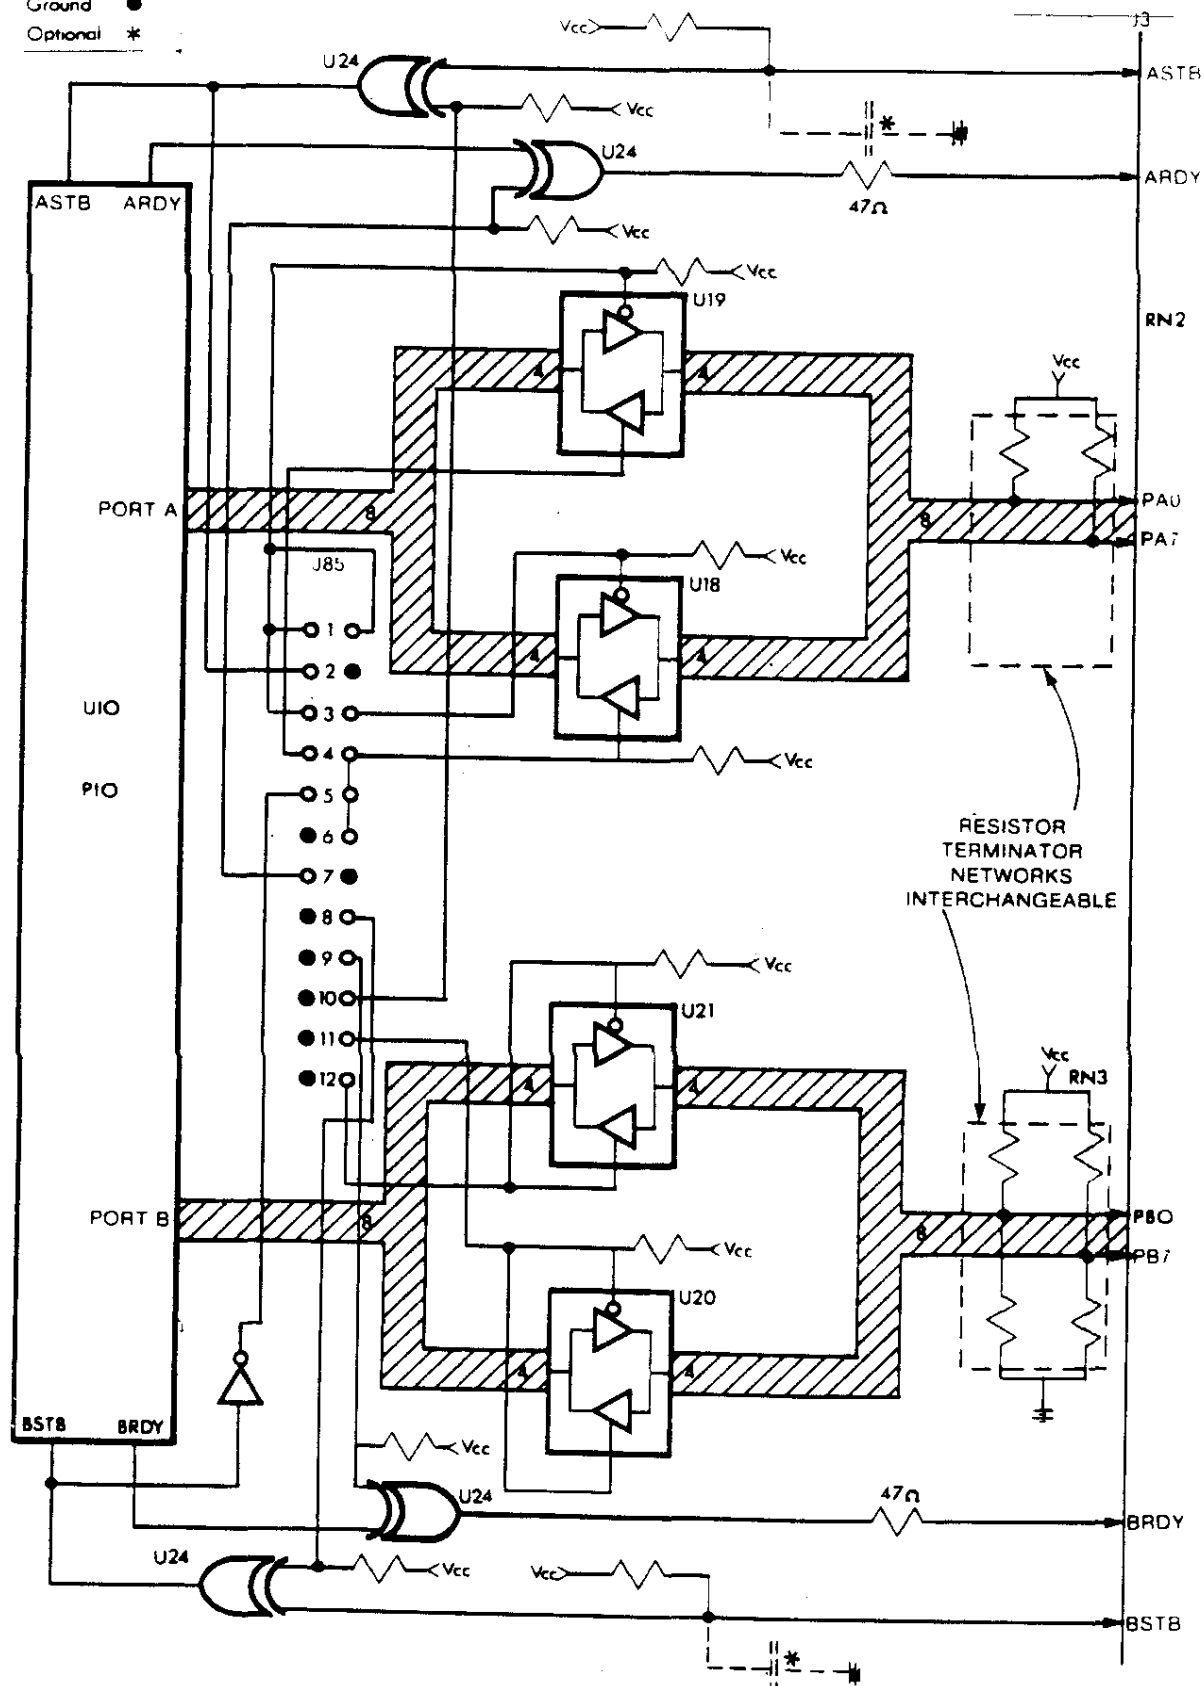 Ground ●
Optional *
J3
Vcc
U24
ASTB
Vcc
*
U24
ARDY
47Ω
ASTB ARDY
Vcc
Vcc
U19
RN2
4 4
Vcc
PORT A
8
8
PA0
PA7
J85
Vcc
U18
1
4 4
2
U10
3
4
Vcc
PIO
5
6
RESISTOR
TERMINATOR
NETWORKS
INTERCHANGEABLE
7
8
9
Vcc
10
U21
11
12
4 4
Vcc
RN3
PORT B
8
8
PB0
PB7
Vcc
U20
4 4
BSTB BRDY
Vcc
U24
47Ω
BRDY
U24
Vcc
Vcc
BSTB
*